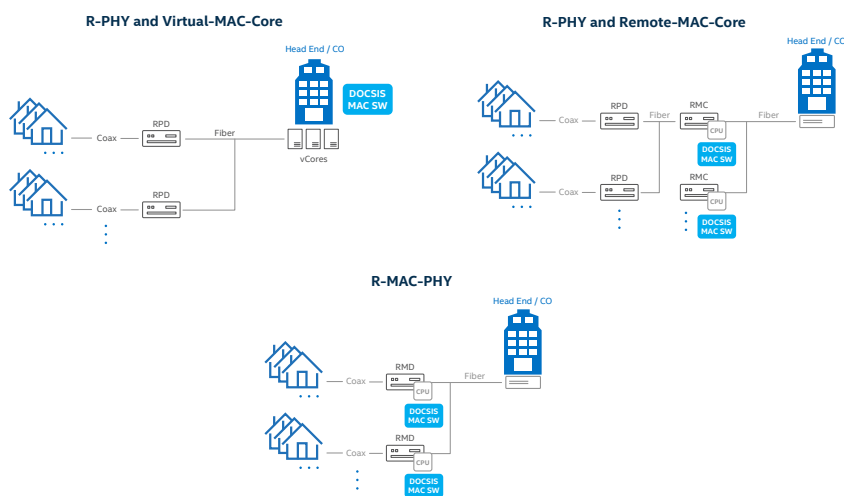 R-PHY and Virtual-MAC-Core
Head End / CO
DOCSIS
MAC SW
RPD
Coax
Fiber
vCores
RPD
Coax
R-PHY and Remote-MAC-Core
Head End / CO
RPD
Fiber
RMC
Fiber
Coax
CPU
DOCSIS
MAC SW
RPD
RMC
Coax
CPU
DOCSIS
MAC SW
R-MAC-PHY
Head End / CO
RMD
Fiber
Coax
CPU
DOCSIS
MAC SW
RMD
Coax
CPU
DOCSIS
MAC SW